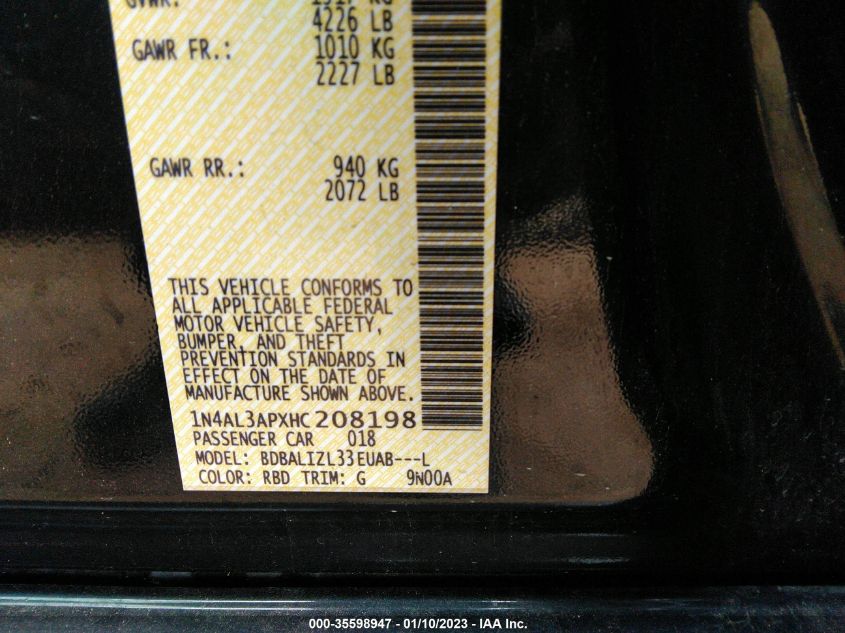 4226 LB
GAWR FR.: 1010 KG
2227 LB
GAWR RR.: 940 KG
2072 LB
THIS VEHICLE CONFORMS TO
ALL APPLICABLE FEDERAL
MOTOR VEHICLE SAFETY,
BUMPER, AND THEFT
PREVENTION STANDARDS IN
EFFECT ON THE DATE OF
MANUFACTURE SHOWN ABOVE.
1N4AL3APXHC208198
PASSENGER CAR 018
MODEL: BDBALIZL33EUAB---L
COLOR: RBD TRIM: G 9N00A
000-35598947 - 01/10/2023 - IAA Inc.